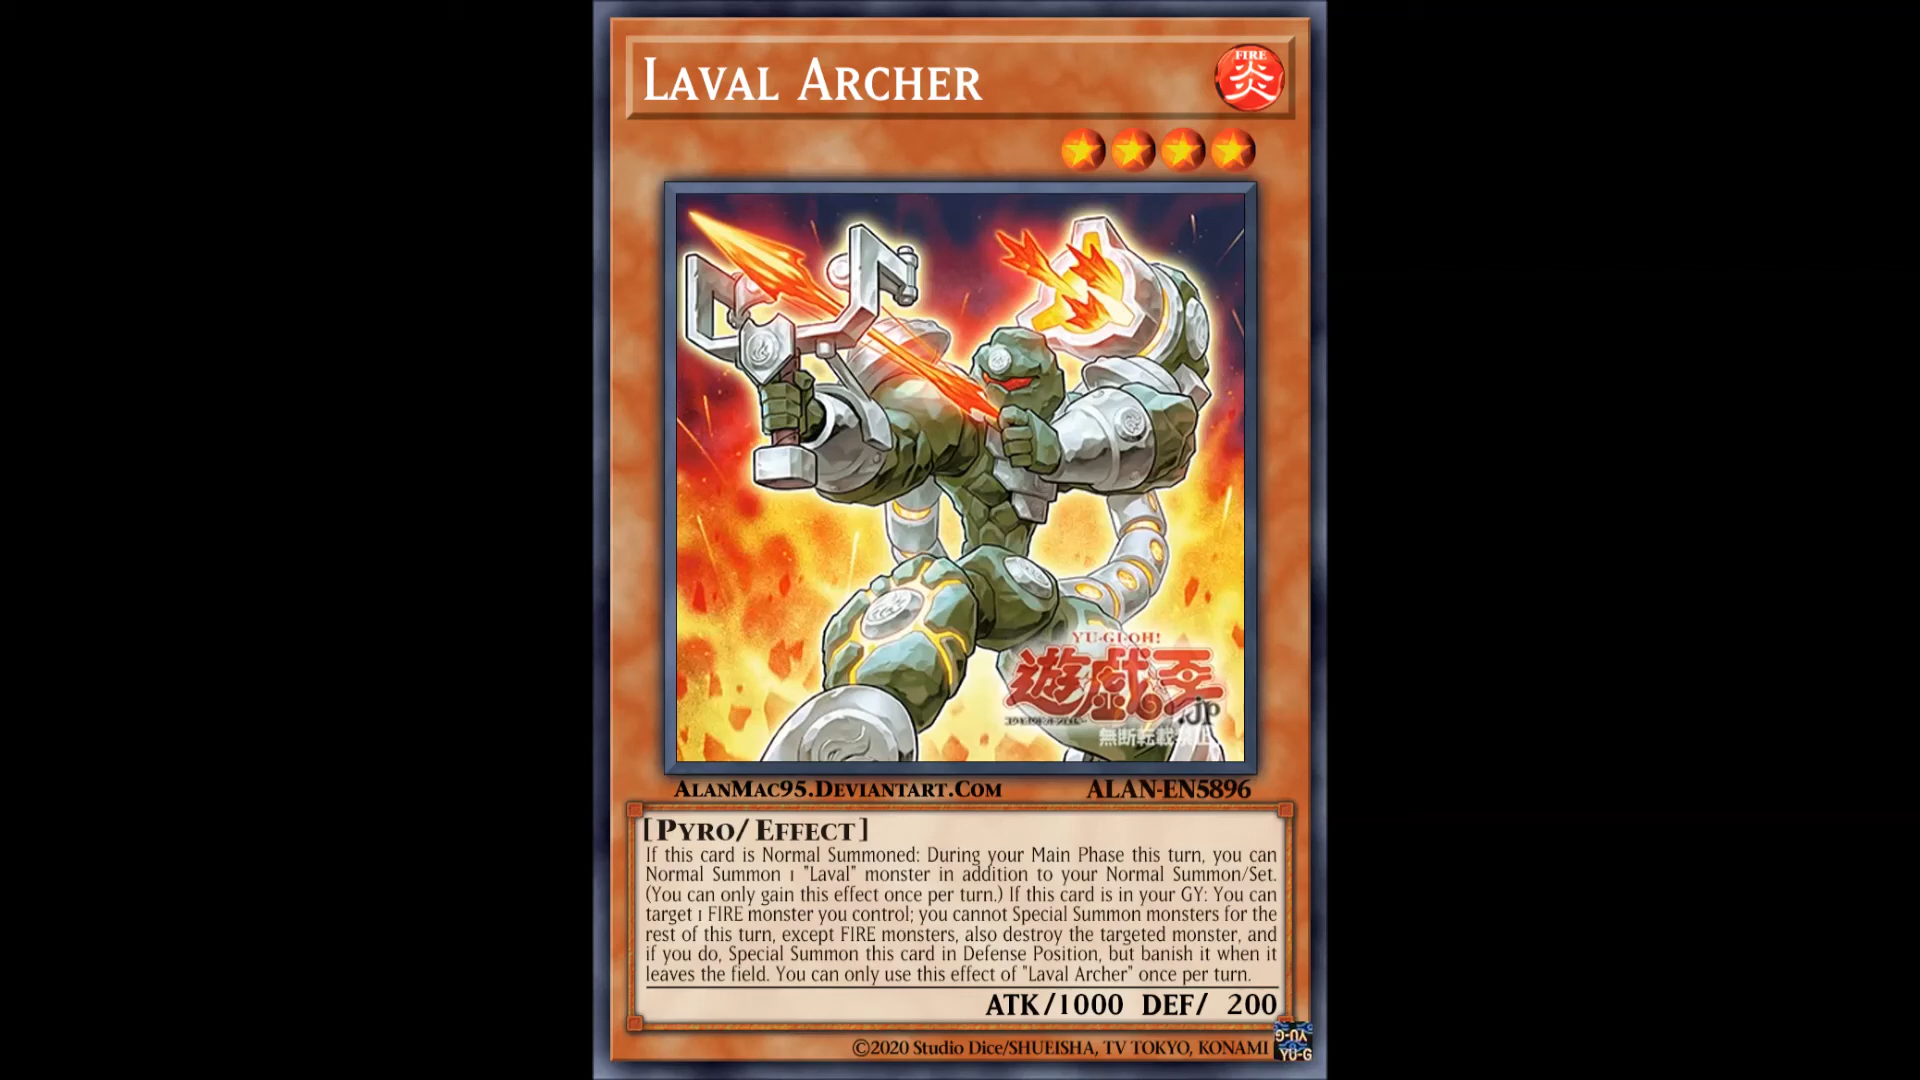 LAVAL ARCHER
FIRE
炎
YU-GI-OH!
遊戯王.jp
無断転載禁止
ALANMAC95.DEVIANTART.COM ALAN-EN5896
[PYRO/EFFECT]
If this card is Normal Summoned: During your Main Phase this turn, you can
Normal Summon 1 "Laval" monster in addition to your Normal Summon/Set.
(You can only gain this effect once per turn.) If this card is in your GY: You can
target 1 FIRE monster you control; you cannot Special Summon monsters for the
rest of this turn, except FIRE monsters, also destroy the targeted monster, and
if you do, Special Summon this card in Defense Position, but banish it when it
leaves the field. You can only use this effect of "Laval Archer" once per turn.
ATK/1000 DEF/ 200
©2020 Studio Dice/SHUEISHA, TV TOKYO, KONAMI
YU-G
YU-G